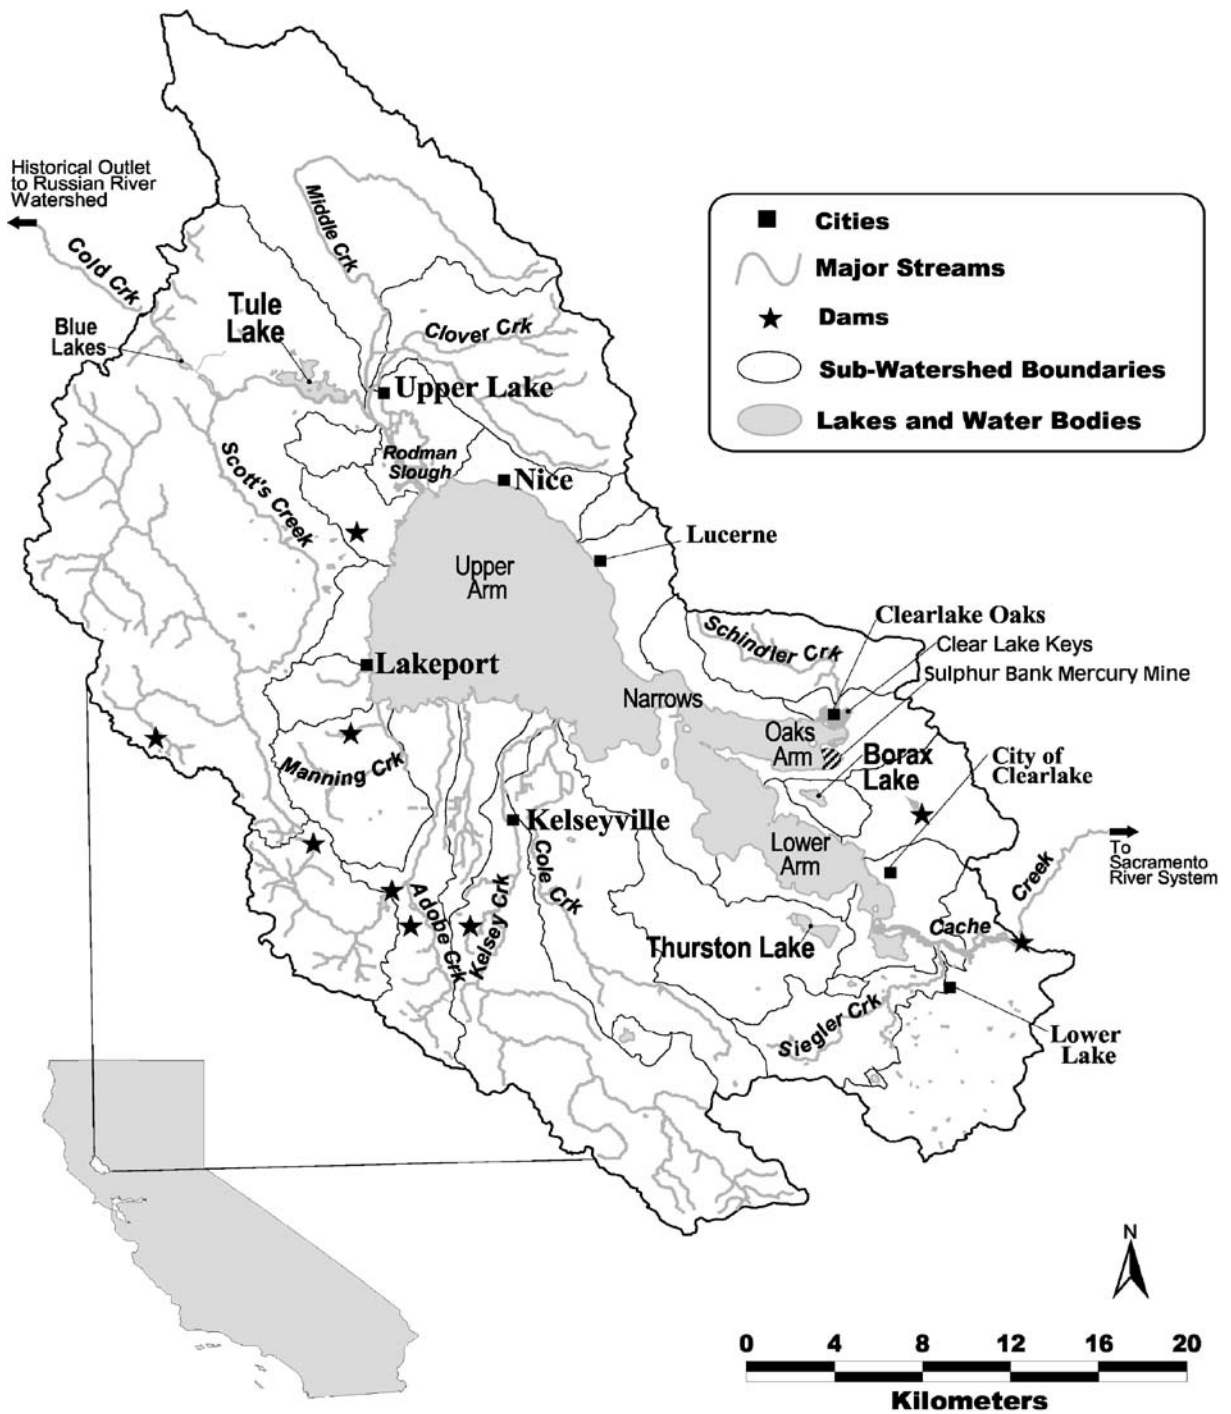 Historical Outlet
to Russian River
Watershed
Cold Crk
Middle Crk
Tule
Lake
Blue
Lakes
Clover Crk
Upper Lake
Rodman
Slough
Scott's Creek
Nice
Lucerne
Upper
Arm
Clearlake Oaks
Schindler Crk
Clear Lake Keys
Sulphur Bank Mercury Mine
Lakeport
Narrows
Oaks
Arm
Borax
Lake
City of
Clearlake
Manning Crk
Kelseyville
Lower
Arm
Cole Crk
To
Sacramento
River System
Creek
Cache
Adobe Crk
Kelsey Crk
Thurston Lake
Siegler Crk
Lower
Lake
Cities
Major Streams
Dams
Sub-Watershed Boundaries
Lakes and Water Bodies
N
0 4 8 12 16 20
Kilometers